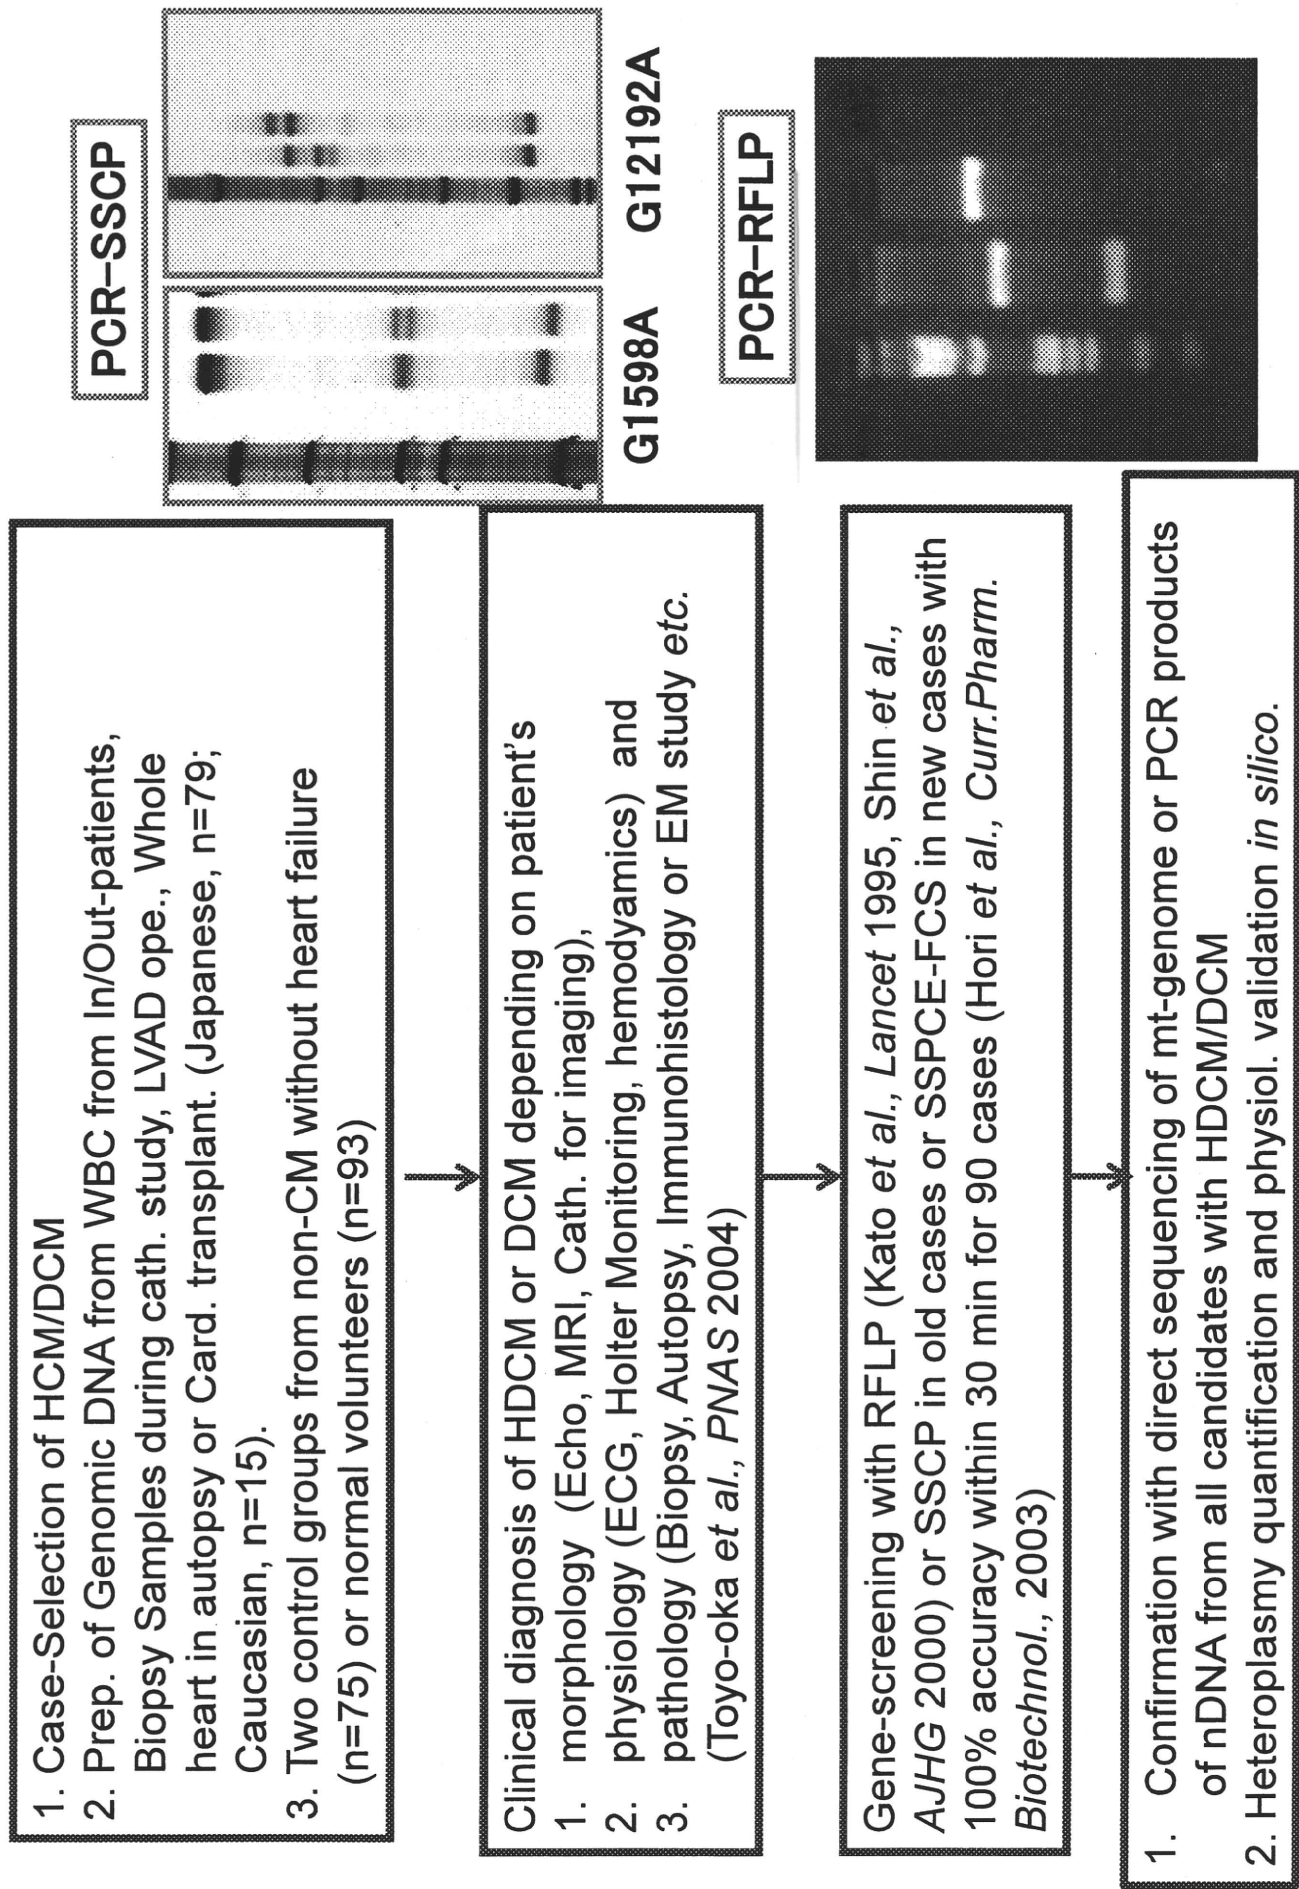 1. Case-Selection of HCM/DCM
2. Prep. of Genomic DNA from WBC from In/Out-patients,
Biopsy Samples during cath. study, LVAD ope., Whole
heart in autopsy or Card. transplant. (Japanese, n=79;
Caucasian, n=15).
3. Two control groups from non-CM without heart failure
(n=75) or normal volunteers (n=93)
Clinical diagnosis of HDCM or DCM depending on patient's
1. morphology (Echo, MRI, Cath. for imaging),
2. physiology (ECG, Holter Monitoring, hemodyamics) and
3. pathology (Biopsy, Autopsy, Immunohistology or EM study etc.
(Toyo-oka et al., PNAS 2004)
Gene-screening with RFLP (Kato et al., Lancet 1995, Shin et al.,
AJHG 2000) or SSCP in old cases or SSPCE-FCS in new cases with
100% accuracy within 30 min for 90 cases (Hori et al., Curr.Pharm.
Biotechnol., 2003)
1. Confirmation with direct sequencing of mt-genome or PCR products
of nDNA from all candidates with HDCM/DCM
2. Heteroplasmy quantification and physiol. validation in silico.
PCR–SSCP
G1598A G12192A
PCR–RFLP